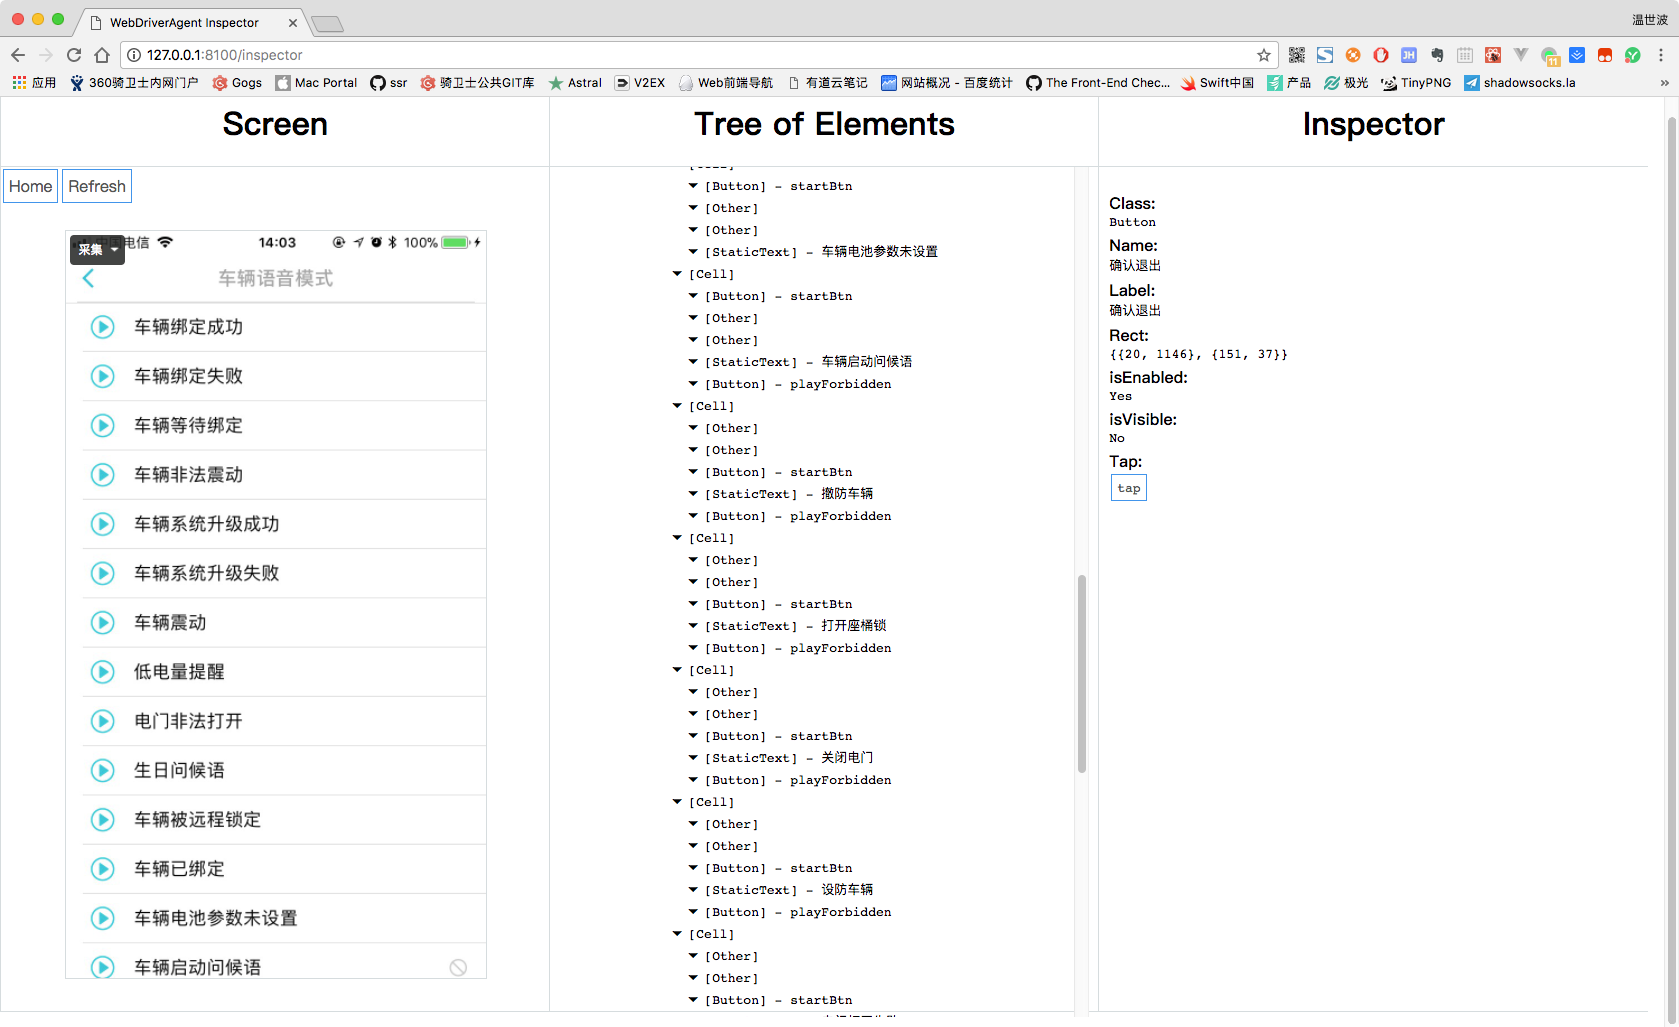 WebDriverAgent Inspector
温世波
127.0.0.1:8100/inspector
应用 360骑卫士内网门户 Gogs Mac Portal ssr 骑卫士公共GIT库 Astral V2EX Web前端导航 有道云笔记 网站概况 - 百度统计 The Front-End Chec... Swift中国 产品 极光 TinyPNG shadowsocks.la »
Screen
Home Refresh
采集
电信 14:03 100%
车辆语音模式
车辆绑定成功
车辆绑定失败
车辆等待绑定
车辆非法震动
车辆系统升级成功
车辆系统升级失败
车辆震动
低电量提醒
电门非法打开
生日问候语
车辆被远程锁定
车辆已绑定
车辆电池参数未设置
车辆启动问候语
Tree of Elements
[Cell]
[Button] - startBtn
[Other]
[Other]
[StaticText] - 车辆电池参数未设置
[Cell]
[Button] - startBtn
[Other]
[Other]
[StaticText] - 车辆启动问候语
[Button] - playForbidden
[Cell]
[Other]
[Other]
[Button] - startBtn
[StaticText] - 撤防车辆
[Button] - playForbidden
[Cell]
[Other]
[Other]
[Button] - startBtn
[StaticText] - 打开座桶锁
[Button] - playForbidden
[Cell]
[Other]
[Other]
[Button] - startBtn
[StaticText] - 关闭电门
[Button] - playForbidden
[Cell]
[Other]
[Other]
[Button] - startBtn
[StaticText] - 设防车辆
[Button] - playForbidden
[Cell]
[Other]
[Other]
[Button] - startBtn
Inspector
Class:
Button
Name:
确认退出
Label:
确认退出
Rect:
{{20, 1146}, {151, 37}}
isEnabled:
Yes
isVisible:
No
Tap:
tap